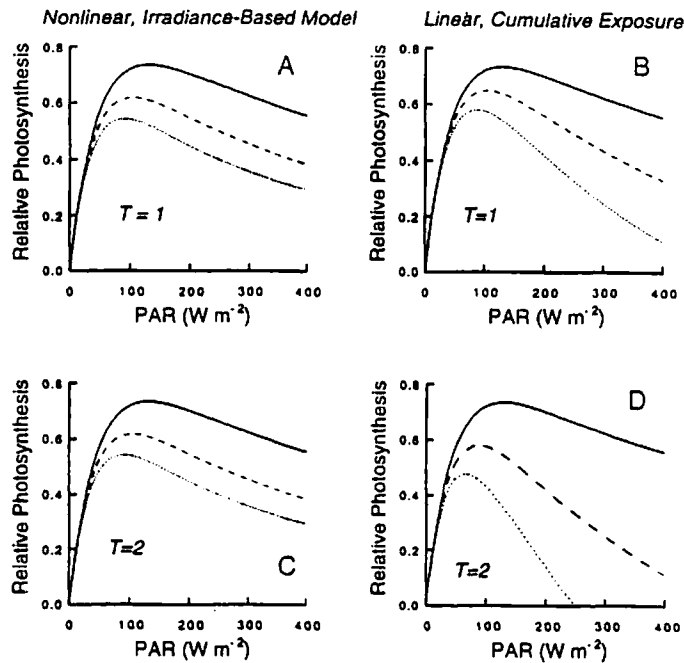 Nonlinear, Irradiance-Based Model
Linear, Cumulative Exposure
Relative Photosynthesis
0.8
0.6
0.4
0.2
0.0
A
T = 1
0 100 200 300 400
PAR (W m-2)
Relative Photosynthesis
0.8
0.6
0.4
0.2
0.0
B
T=1
0 100 200 300 400
PAR (W m-2)
Relative Photosynthesis
0.8
0.6
0.4
0.2
0.0
T=2
C
0 100 200 300 400
PAR (W m-2)
Relative Photosynthesis
0.8
0.6
0.4
0.2
0.0
D
T=2
0 100 200 300 400
PAR (W m-2)